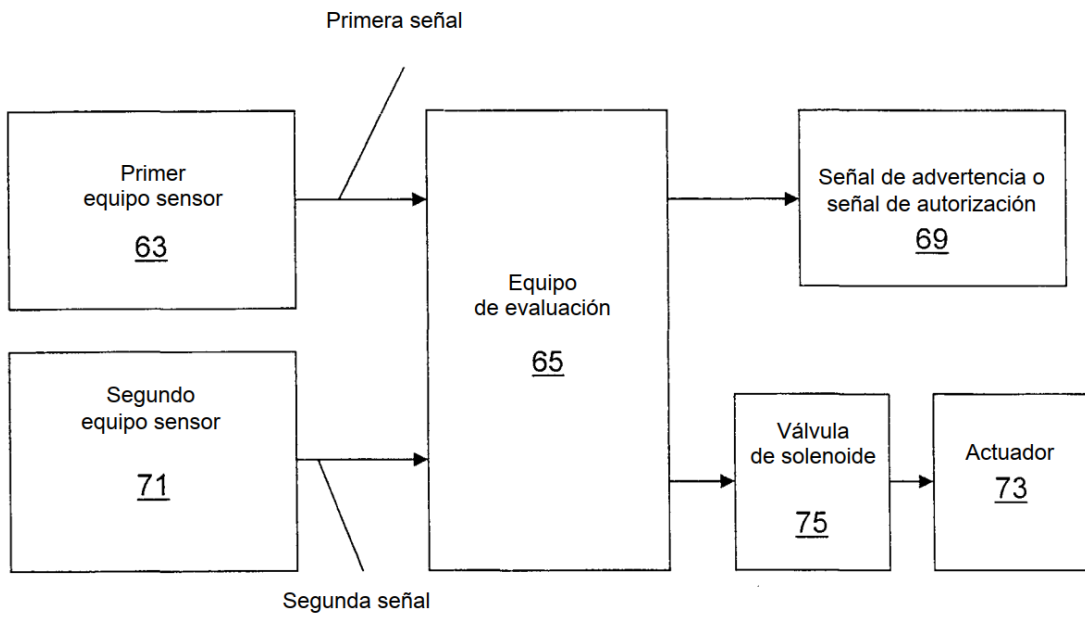 Primera señal
Primer
equipo sensor
63
Señal de advertencia o
señal de autorización
69
Equipo
de evaluación
65
Segundo
equipo sensor
71
Válvula
de solenoide
75
Actuador
73
Segunda señal